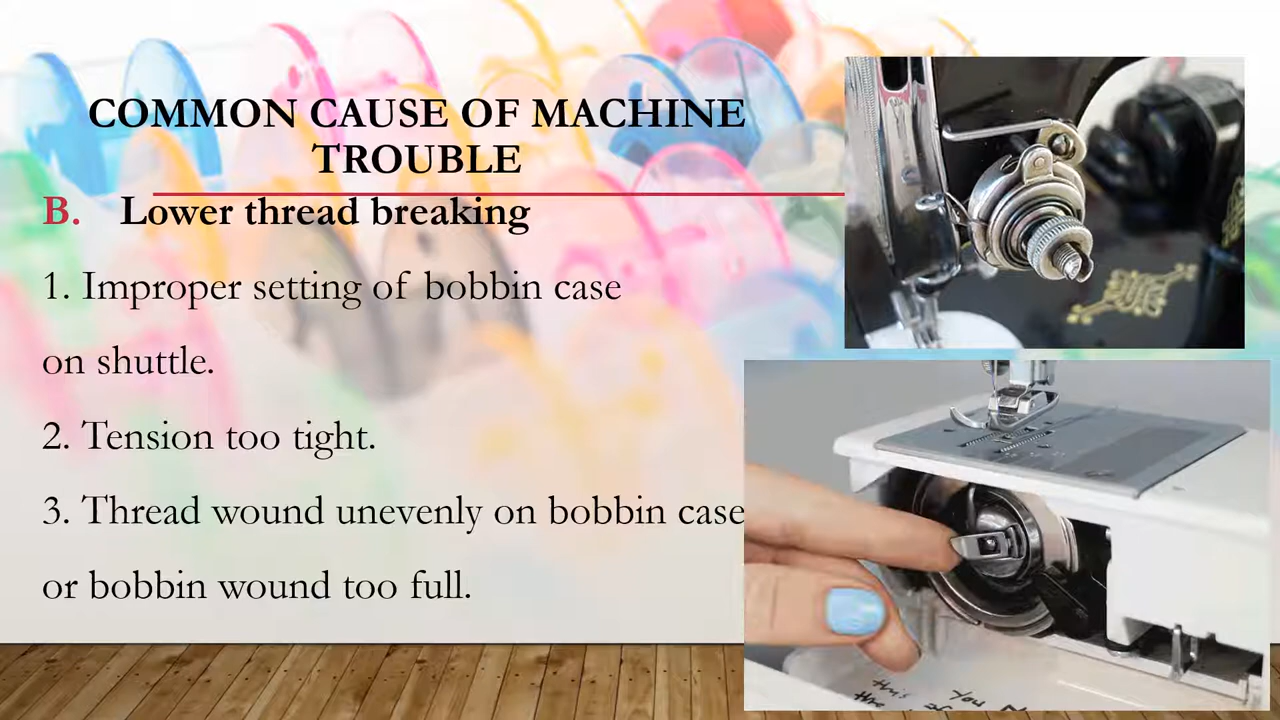 COMMON CAUSE OF MACHINE
TROUBLE
B. Lower thread breaking
1. Improper setting of bobbin case
on shuttle.
2. Tension too tight.
3. Thread wound unevenly on bobbin case
or bobbin wound too full.